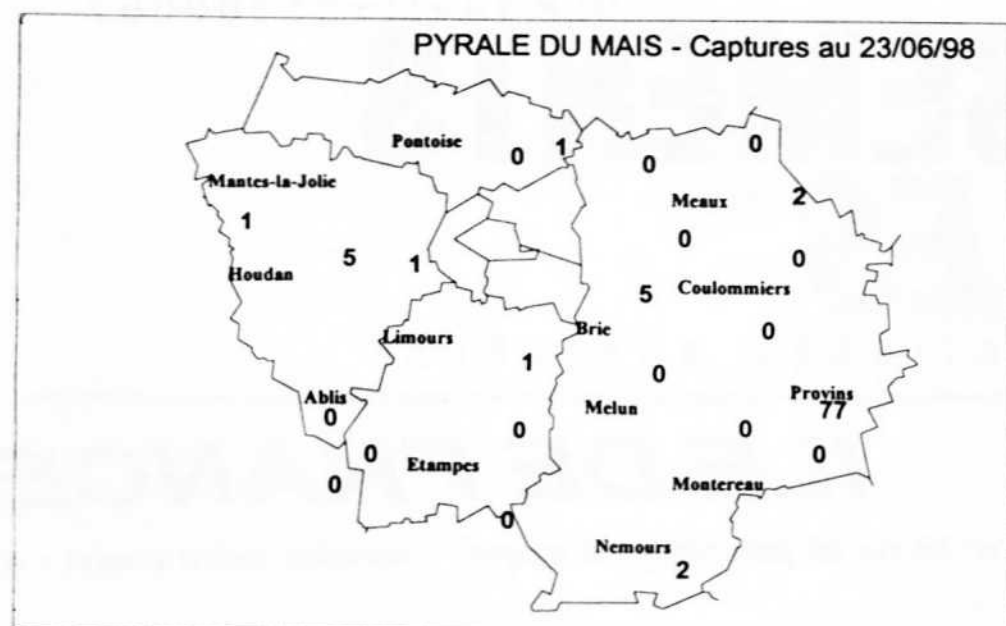 PYRALE DU MAIS - Captures au 23/06/98
Pontoise
0
1
0
0
Mantes-la-Jolie
1
Meaux
2
0
5
1
Houdan
0
5
Coulommiers
Limours
Brie
0
1
0
Ablis
0
Melun
Provins
77
0
0
0
0
Etampes
0
Montereau
0
Nemours
2